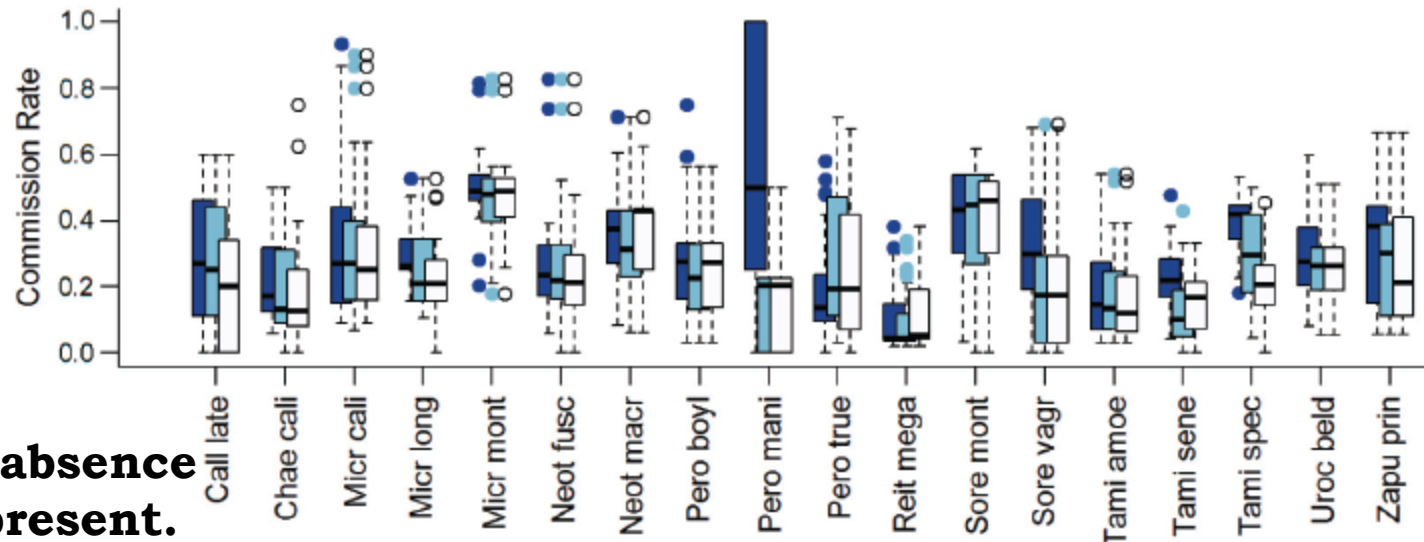 1.0
0.8
0.6
0.4
0.2
0.0
Commission Rate
Call late
Chae cali
Micr cali
Micr long
Micr mont
Neot fusc
Neot macr
Pero boyl
Pero mani
Pero true
Reit mega
Sore mont
Sore vagr
Tami amoe
Tami sene
Tami spec
Uroc beld
Zapu prin
absence
present.